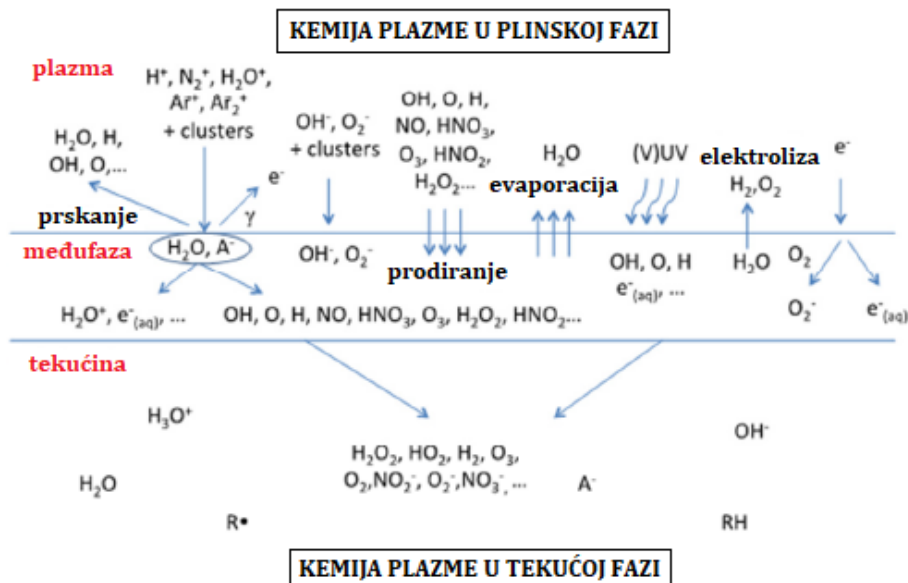 KEMIJA PLAZME U PLINSKOJ FAZI
plazma
H⁺, N₂⁺, H₂O⁺,
Ar⁺, Ar₂⁺
+ clusters
H₂O, H,
OH, O,...
e⁻
γ
prskanje
OH⁻, O₂⁻
+ clusters
OH, O, H,
NO, HNO₃,
O₃, HNO₂,
H₂O₂...
H₂O
evaporacija
(V)UV
elektroliza
H₂,O₂
e⁻
međufaza
H₂O, A⁻
OH⁻, O₂⁻
prodiranje
OH, O, H
e⁻(aq), ...
H₂O
O₂
O₂⁻
e⁻(aq)
H₂O⁺, e⁻(aq), ...
OH, O, H, NO, HNO₃, O₃, H₂O₂, HNO₂...
tekućina
H₃O⁺
H₂O
R•
H₂O₂, HO₂, H₂, O₃,
O₂,NO₂⁻, O₂⁻,NO₃⁻, ...
A⁻
OH⁻
RH
KEMIJA PLAZME U TEKUĆOJ FAZI